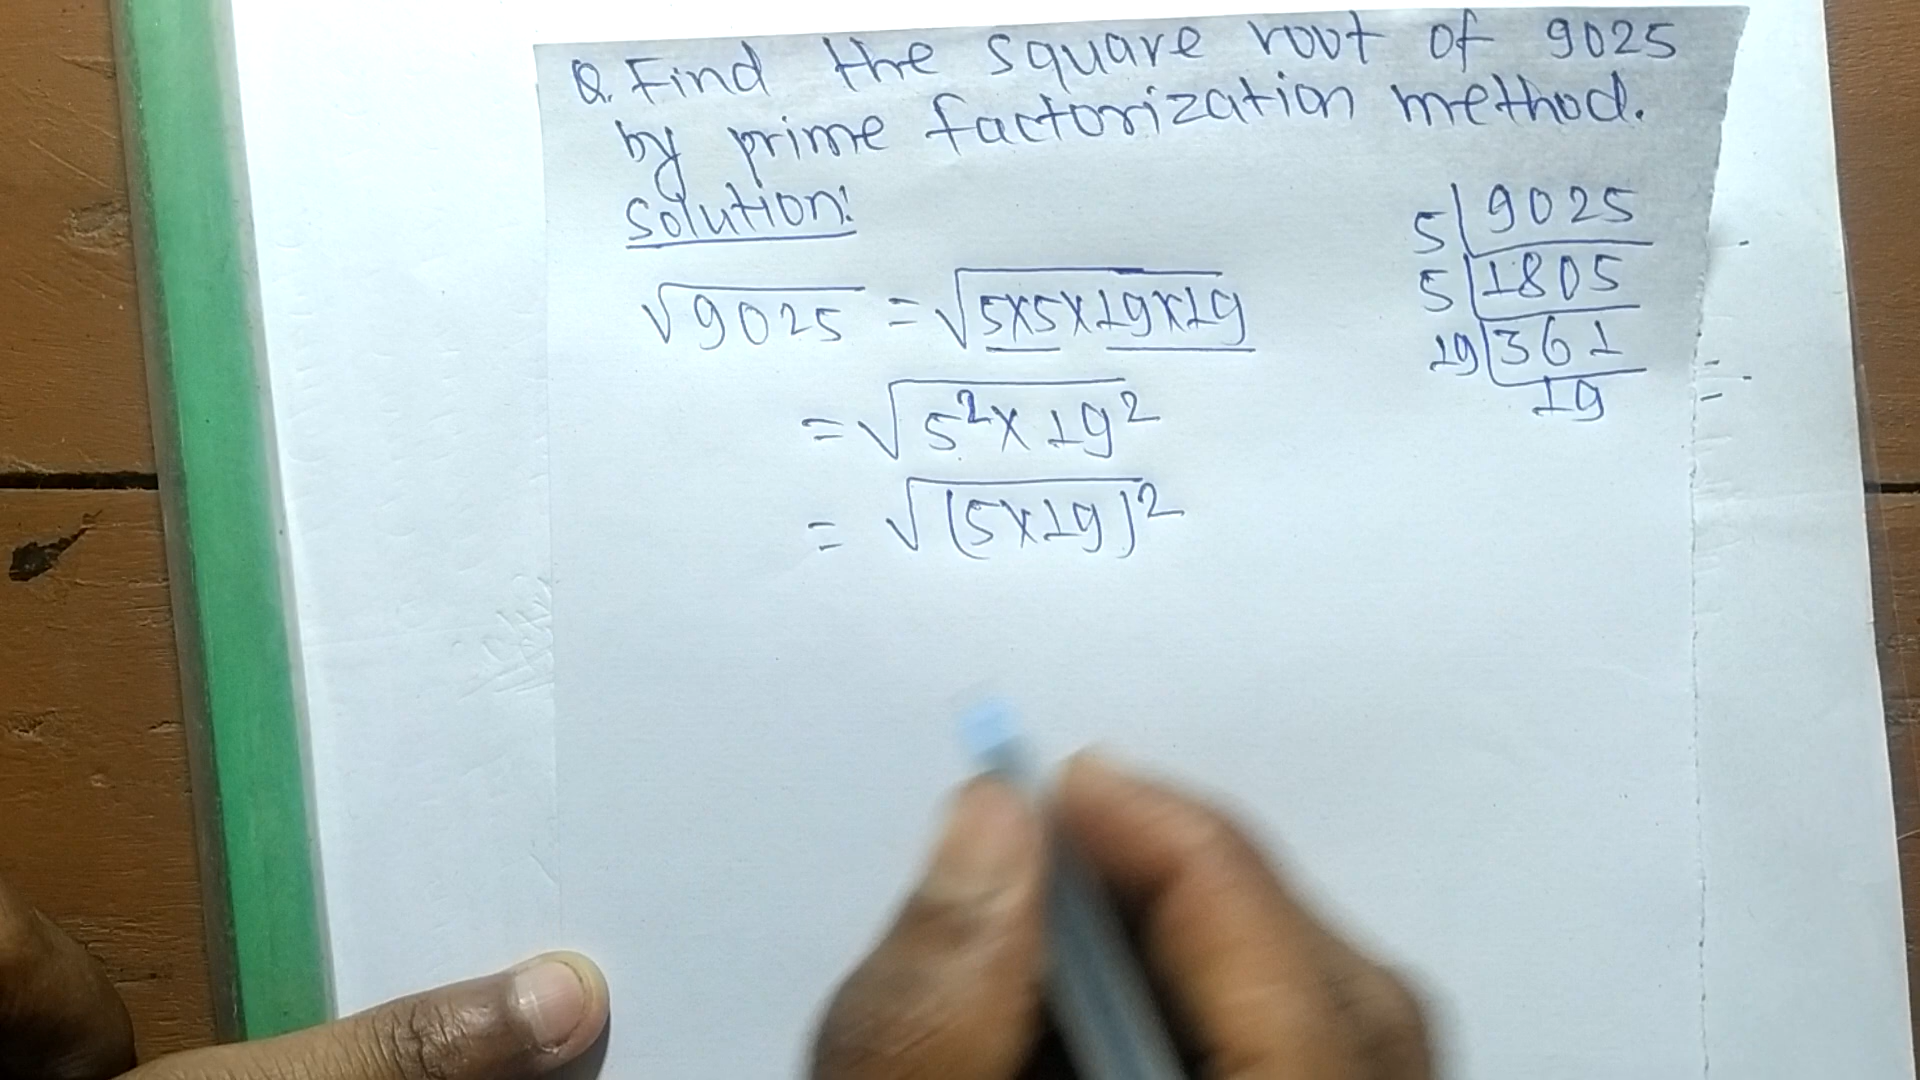 Q. Find the square root of 9025
by prime factorization method.
solution:
√9025 = √5×5×19×19
= √5²× 19²
= √(5×19)²
5 | 9025
5 | 1805
19 | 361
19